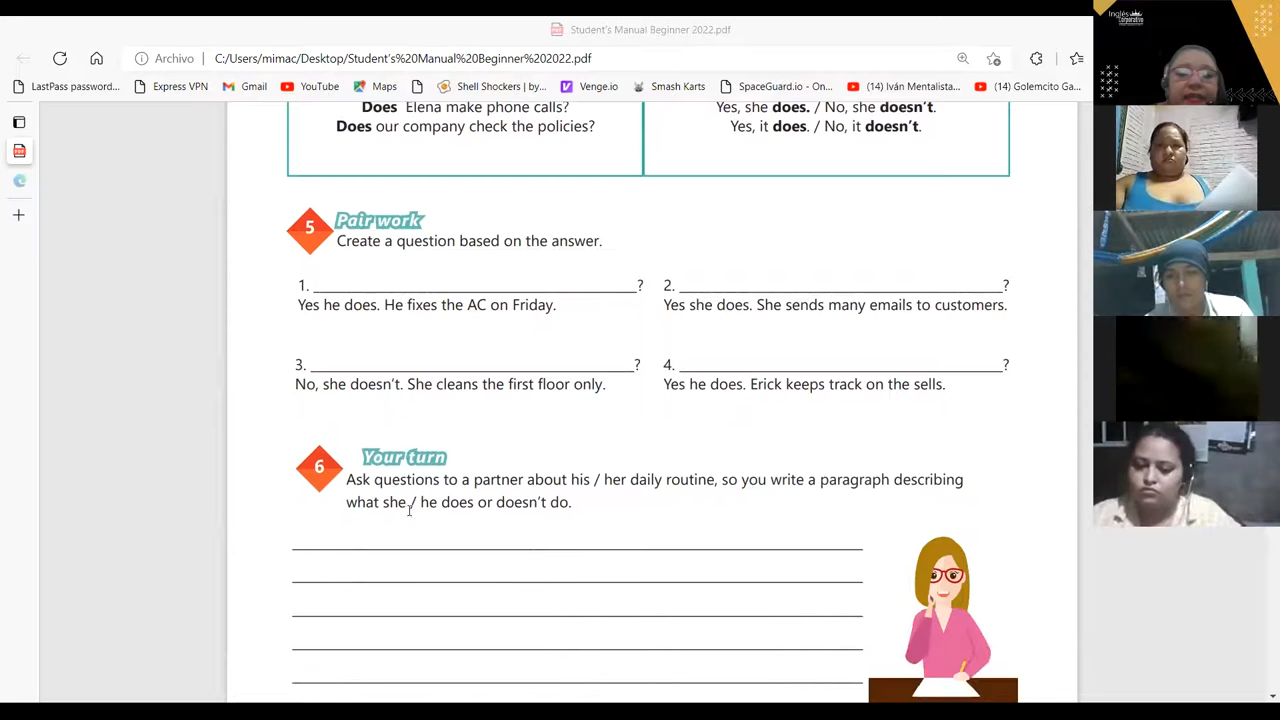 Student's Manual Beginner 2022.pdf
Archivo
C:/Users/mimac/Desktop/Student's%20Manual%20Beginner%202022.pdf
LastPass password...
Express VPN
Gmail
YouTube
Maps
Shell Shockers | by...
Venge.io
Smash Karts
SpaceGuard.io - On...
(14) Iván Mentalista...
(14) Golemcito Ga...
Does Elena make phone calls?
Yes, she does. / No, she doesn't.
Does our company check the policies?
Yes, it does. / No, it doesn't.
5 Pair work
Create a question based on the answer.
1. ?
2. ?
Yes he does. He fixes the AC on Friday.
Yes she does. She sends many emails to customers.
3. ?
4. ?
No, she doesn't. She cleans the first floor only.
Yes he does. Erick keeps track on the sells.
6 Your turn
Ask questions to a partner about his / her daily routine, so you write a paragraph describing
what she / he does or doesn't do.
Inglés
Corporativo